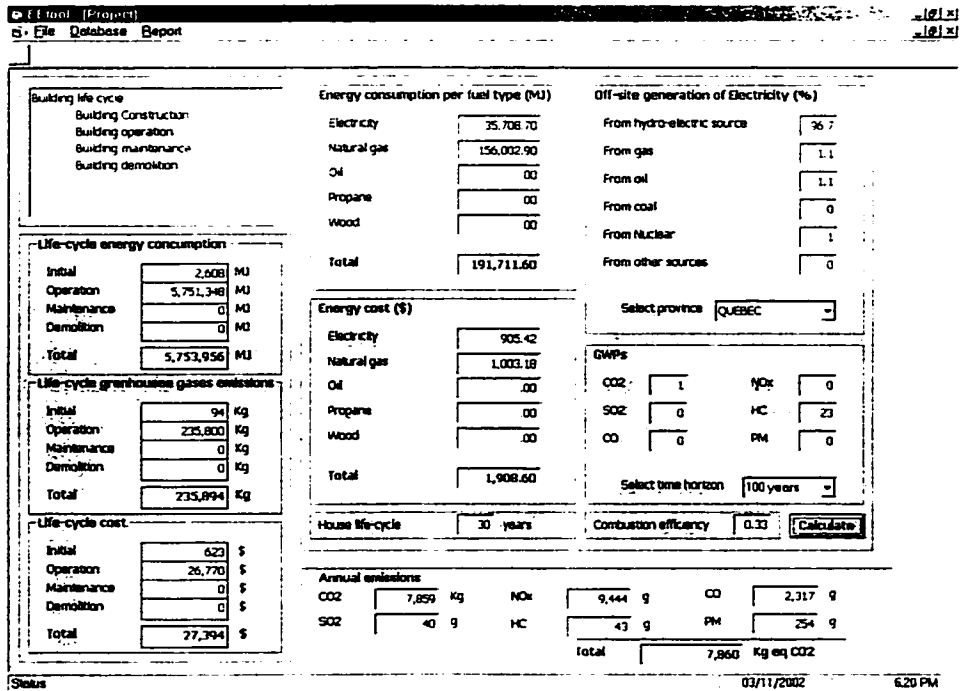 EEtool - [Project]
File Database Report
Building life cycle
Building Construction
Building operation
Building maintenance
Building demolition
Life-cycle energy concumption
Initial 2,608 MJ
Operation 5,751,348 MJ
Maintenance 0 MJ
Demolition 0 MJ
Total 5,753,956 MJ
Life-cycle grenhouses gases emissions
Initial 94 Kg
Operation 235,800 Kg
Maintenance 0 Kg
Demolition 0 Kg
Total 235,894 Kg
Life-cycle cost
Initial 623 $
Operation 26,770 $
Maintenance 0 $
Demolition 0 $
Total 27,394 $
Energy consumption per fuel type (MJ)
Electricity 35,708.70
Natural gas 156,002.90
Oil .00
Propane .00
Wood .00
Total 191,711.60
Energy cost ($)
Electricity 905.42
Natural gas 1,003.18
Oil .00
Propane .00
Wood .00
Total 1,908.60
House life-cycle 30 years
Off-site generation of Electricity (%)
From hydro-electric source 96.7
From gas 1.1
From oil 1.1
From coal 0
From Nuclear 1
From other sources 0
Select province QUEBEC
GWPs
CO2 1 NOx 0
SO2 0 HC 23
CO 0 PM 0
Select time horizon 100 years
Combustion efficency 0.33 Calculate
Annual emissions
CO2 7,859 Kg NOx 9,444 g CO 2,317 g
SO2 40 g HC 43 g PM 254 g
Total 7,860 Kg eq CO2
Status 03/11/2002 6:20 PM